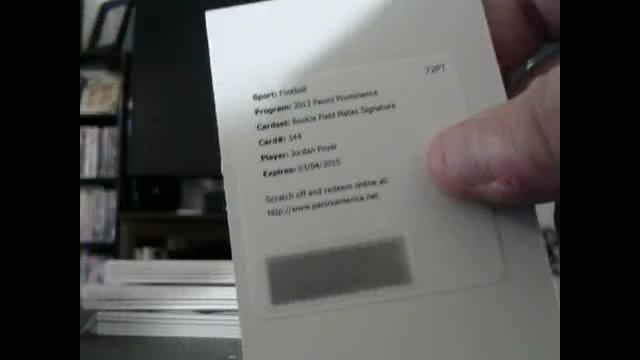 72PT
Sport: Football
Program: 2013 Panini Prominence
Cardset: Rookie Field Plates Signature
Card#: 144
Player: Jordan Poyer
Expires: 03/04/2015
Scratch off and redeem online at:
http://www.paniniamerica.net